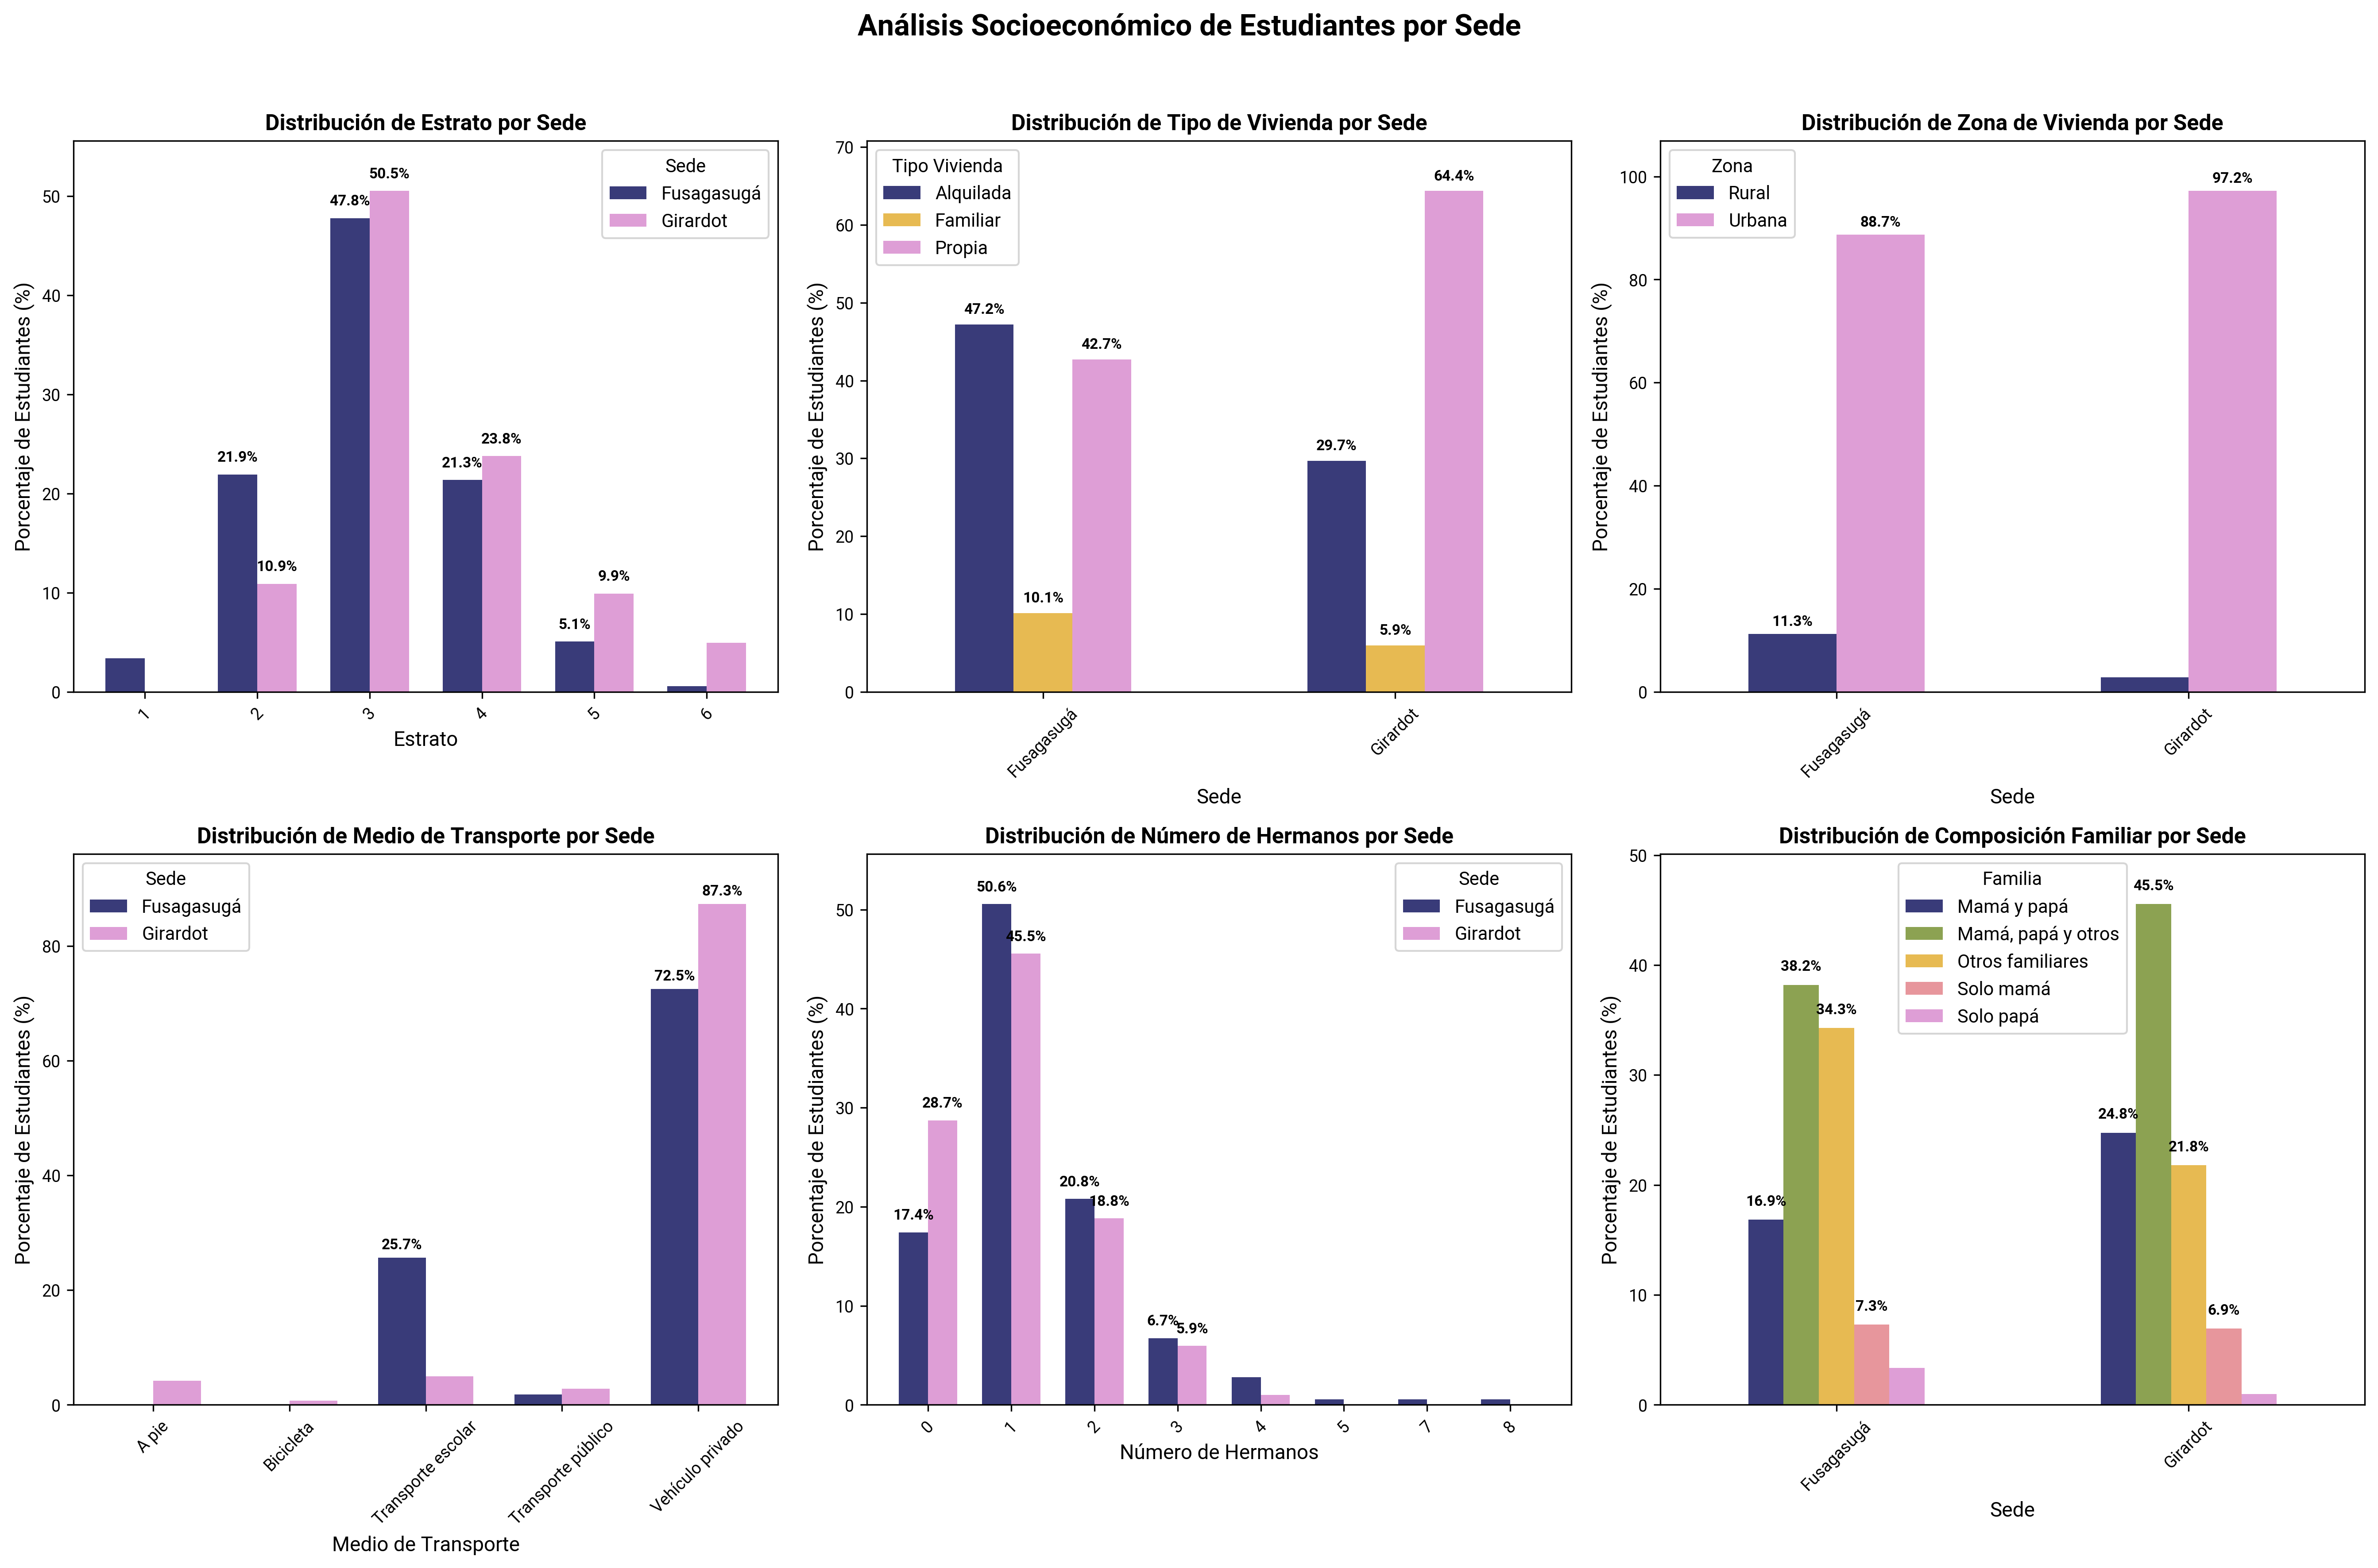 Análisis Socioeconómico de Estudiantes por Sede
Distribución de Estrato por Sede
Porcentaje de Estudiantes (%)
50
40
30
20
10
0
Sede
Fusagasugá
Girardot
21.9%
10.9%
47.8%
50.5%
21.3%
23.8%
5.1%
9.9%
1
2
3
4
5
6
Estrato
Distribución de Tipo de Vivienda por Sede
Porcentaje de Estudiantes (%)
70
60
50
40
30
20
10
0
Tipo Vivienda
Alquilada
Familiar
Propia
47.2%
10.1%
42.7%
29.7%
5.9%
64.4%
Fusagasugá
Girardot
Sede
Distribución de Zona de Vivienda por Sede
Porcentaje de Estudiantes (%)
100
80
60
40
20
0
Zona
Rural
Urbana
11.3%
88.7%
97.2%
Fusagasugá
Girardot
Sede
Distribución de Medio de Transporte por Sede
Porcentaje de Estudiantes (%)
80
60
40
20
0
Sede
Fusagasugá
Girardot
25.7%
72.5%
87.3%
A pie
Bicicleta
Transporte escolar
Transporte público
Vehículo privado
Medio de Transporte
Distribución de Número de Hermanos por Sede
Porcentaje de Estudiantes (%)
50
40
30
20
10
0
Sede
Fusagasugá
Girardot
17.4%
28.7%
50.6%
45.5%
20.8%
18.8%
6.7%
5.9%
0
1
2
3
4
5
7
8
Número de Hermanos
Distribución de Composición Familiar por Sede
Porcentaje de Estudiantes (%)
50
40
30
20
10
0
Familia
Mamá y papá
Mamá, papá y otros
Otros familiares
Solo mamá
Solo papá
16.9%
38.2%
34.3%
7.3%
24.8%
45.5%
21.8%
6.9%
Fusagasugá
Girardot
Sede